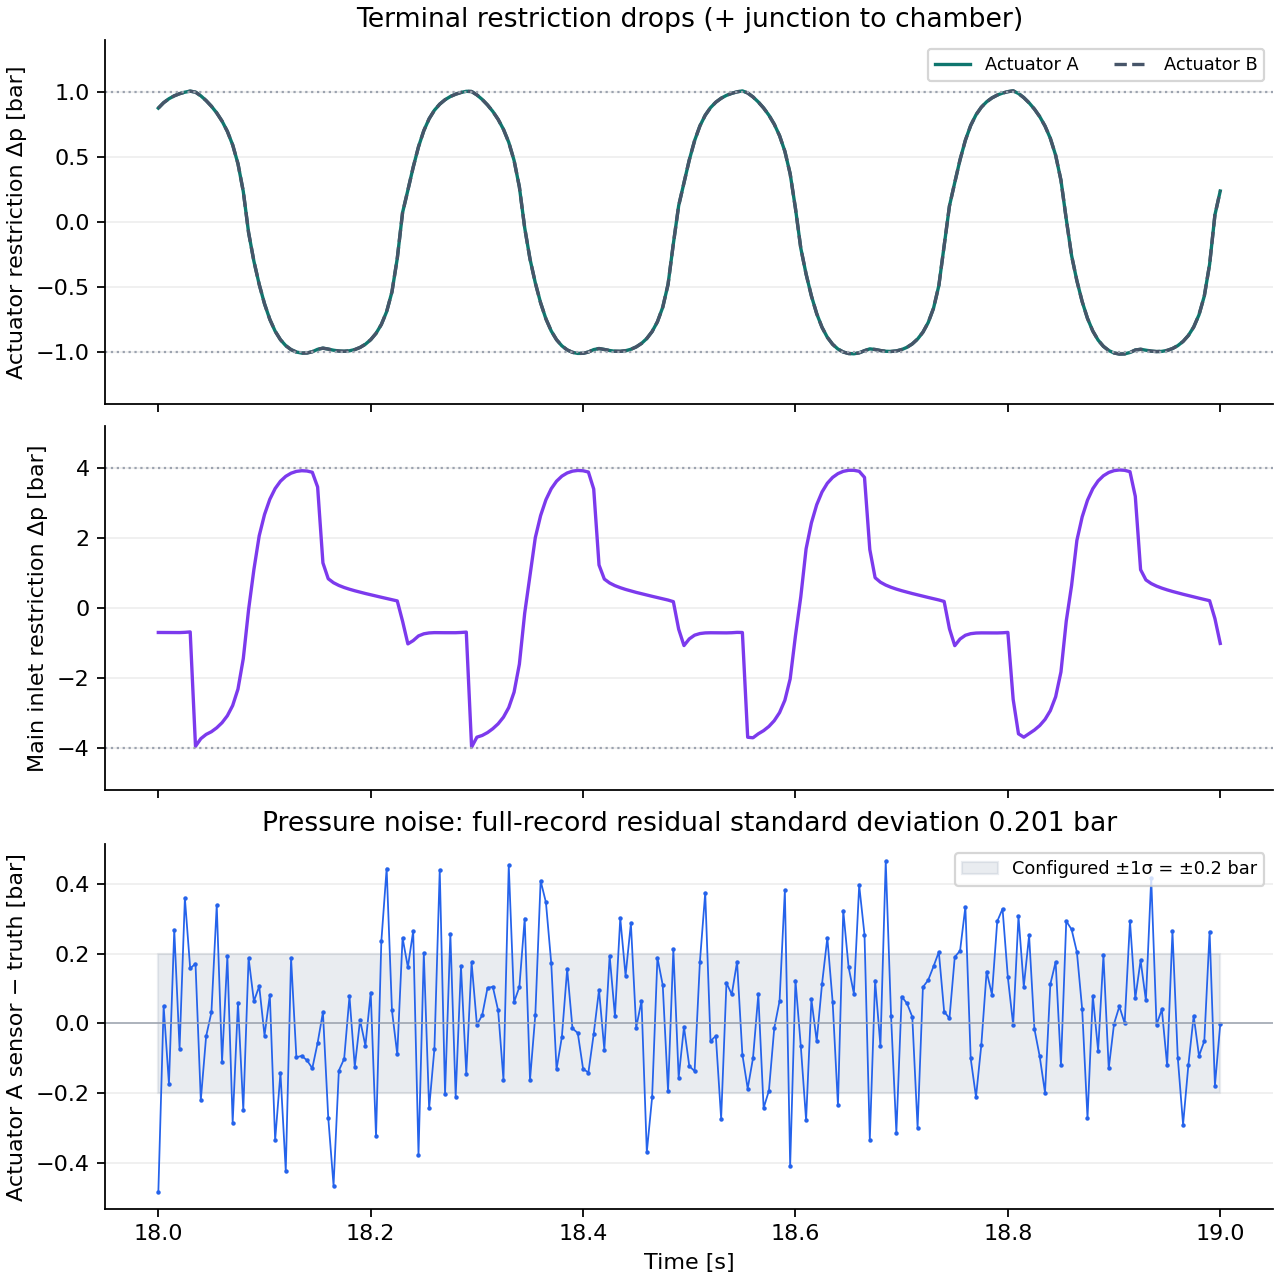 Terminal restriction drops (+ junction to chamber)
Actuator restriction Δp [bar]
1.0
0.5
0.0
−0.5
−1.0
Actuator A
Actuator B
Main inlet restriction Δp [bar]
4
2
0
−2
−4
Pressure noise: full-record residual standard deviation 0.201 bar
Actuator A sensor − truth [bar]
0.4
0.2
0.0
−0.2
−0.4
Configured ±1σ = ±0.2 bar
18.0
18.2
18.4
18.6
18.8
19.0
Time [s]